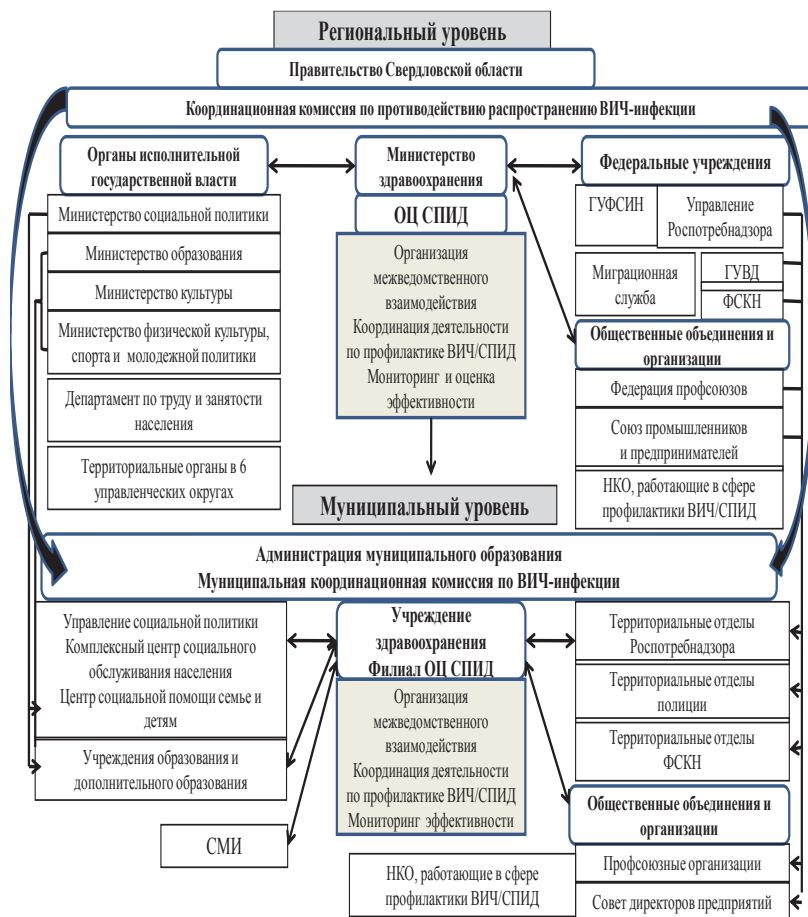 Региональный уровень
Правительство Свердловской области
Координационная комиссия по противодействию распространению ВИЧ-инфекции
Органы исполнительной
государственной власти
Министерство социальной политики
Министерство образования
Министерство культуры
Министерство физической культуры,
спорта и молодежной политики
Департамент по труду и занятости
населения
Территориальные органы в 6
управленческих округах
Министерство
здравоохранения
ОЦ СПИД
Организация
межведомственного
взаимодействия
Координация деятельности
по профилактике ВИЧ/СПИД
Мониторинг и оценка
эффективности
Федеральные учреждения
ГУФСИН
Управление
Роспотребнадзора
Миграционная
служба
ГУВД
ФСКН
Общественные объединения и
организации
Федерация профсоюзов
Союз промышленников
и предпринимателей
НКО, работающие в сфере
профилактики ВИЧ/СПИД
Муниципальный уровень
Администрация муниципального образования
Муниципальная координационная комиссия по ВИЧ-инфекции
Управление социальной политики
Комплексный центр социального
обслуживания населения
Центр социальной помощи семье и
детям
Учреждения образования и
дополнительного образования
СМИ
Учреждение
здравоохранения
Филиал ОЦ СПИД
Организация
межведомственного
взаимодействия
Координация деятельности
по профилактике ВИЧ/СПИД
Мониторинг эффективности
НКО, работающие в сфере
профилактики ВИЧ/СПИД
Территориальные отделы
Роспотребнадзора
Территориальные отделы
полиции
Территориальные отделы
ФСКН
Общественные объединения и
организации
Профсоюзные организации
Совет директоров предприятий